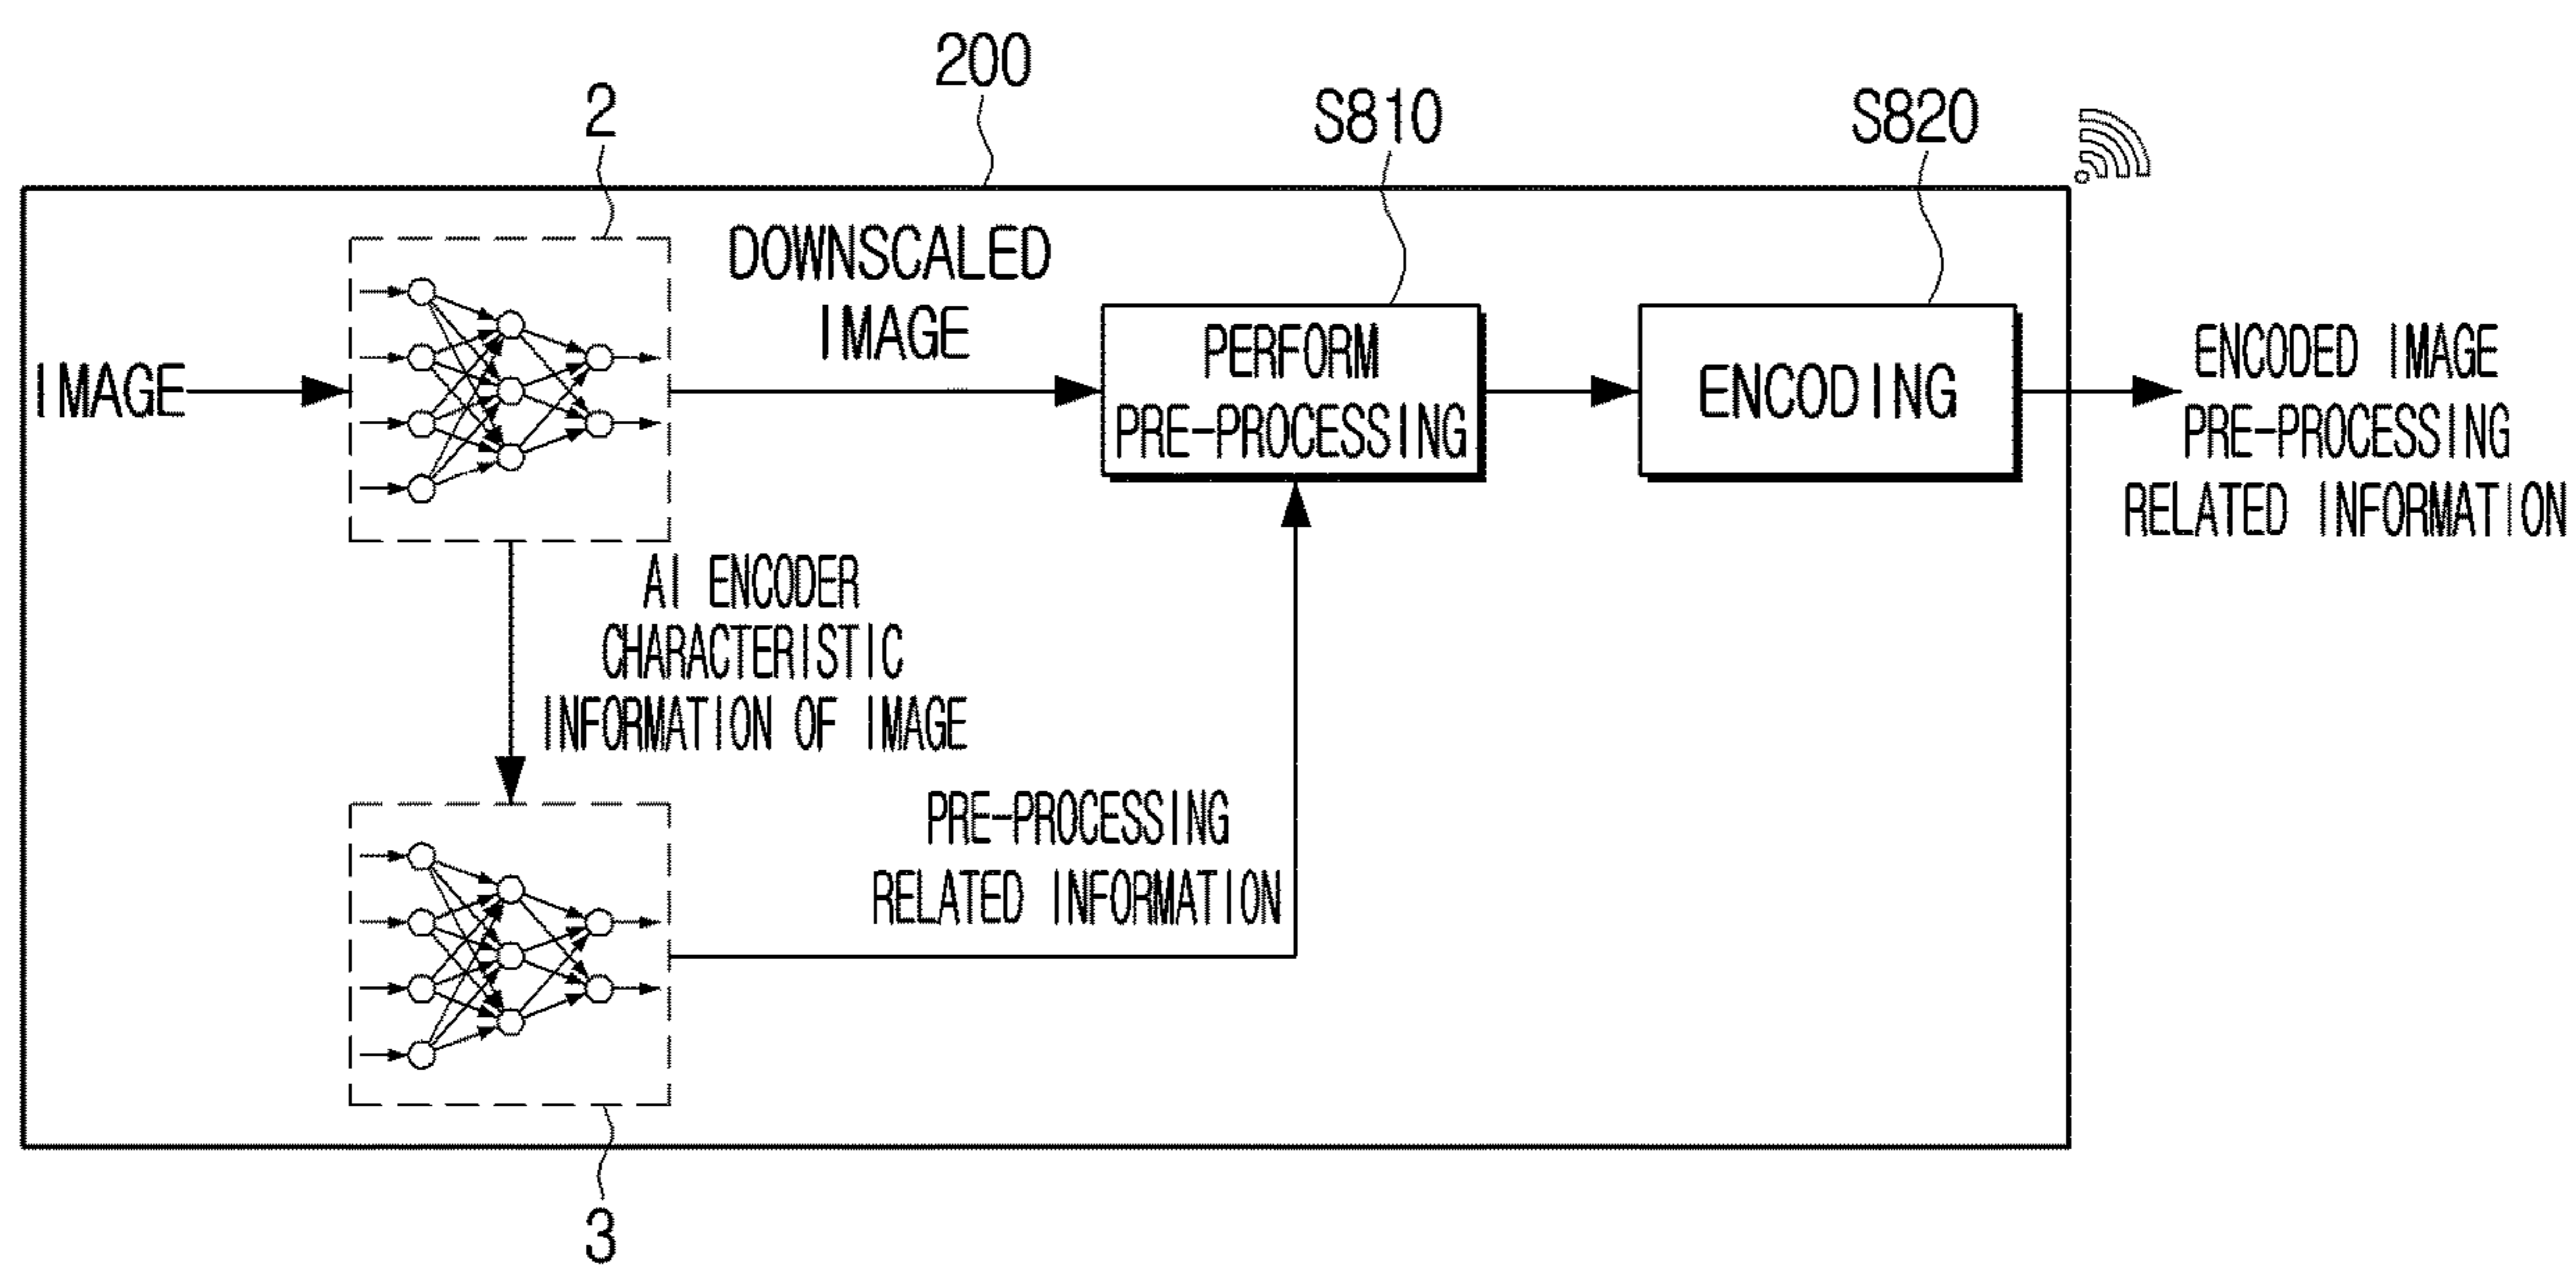 200
2
S810
S820
DOWNSCALED
IMAGE
IMAGE
PERFORM
PRE-PROCESSING
ENCODING
ENCODED IMAGE
PRE-PROCESSING
RELATED INFORMATION
AI ENCODER
CHARACTERISTIC
INFORMATION OF IMAGE
PRE-PROCESSING
RELATED INFORMATION
3